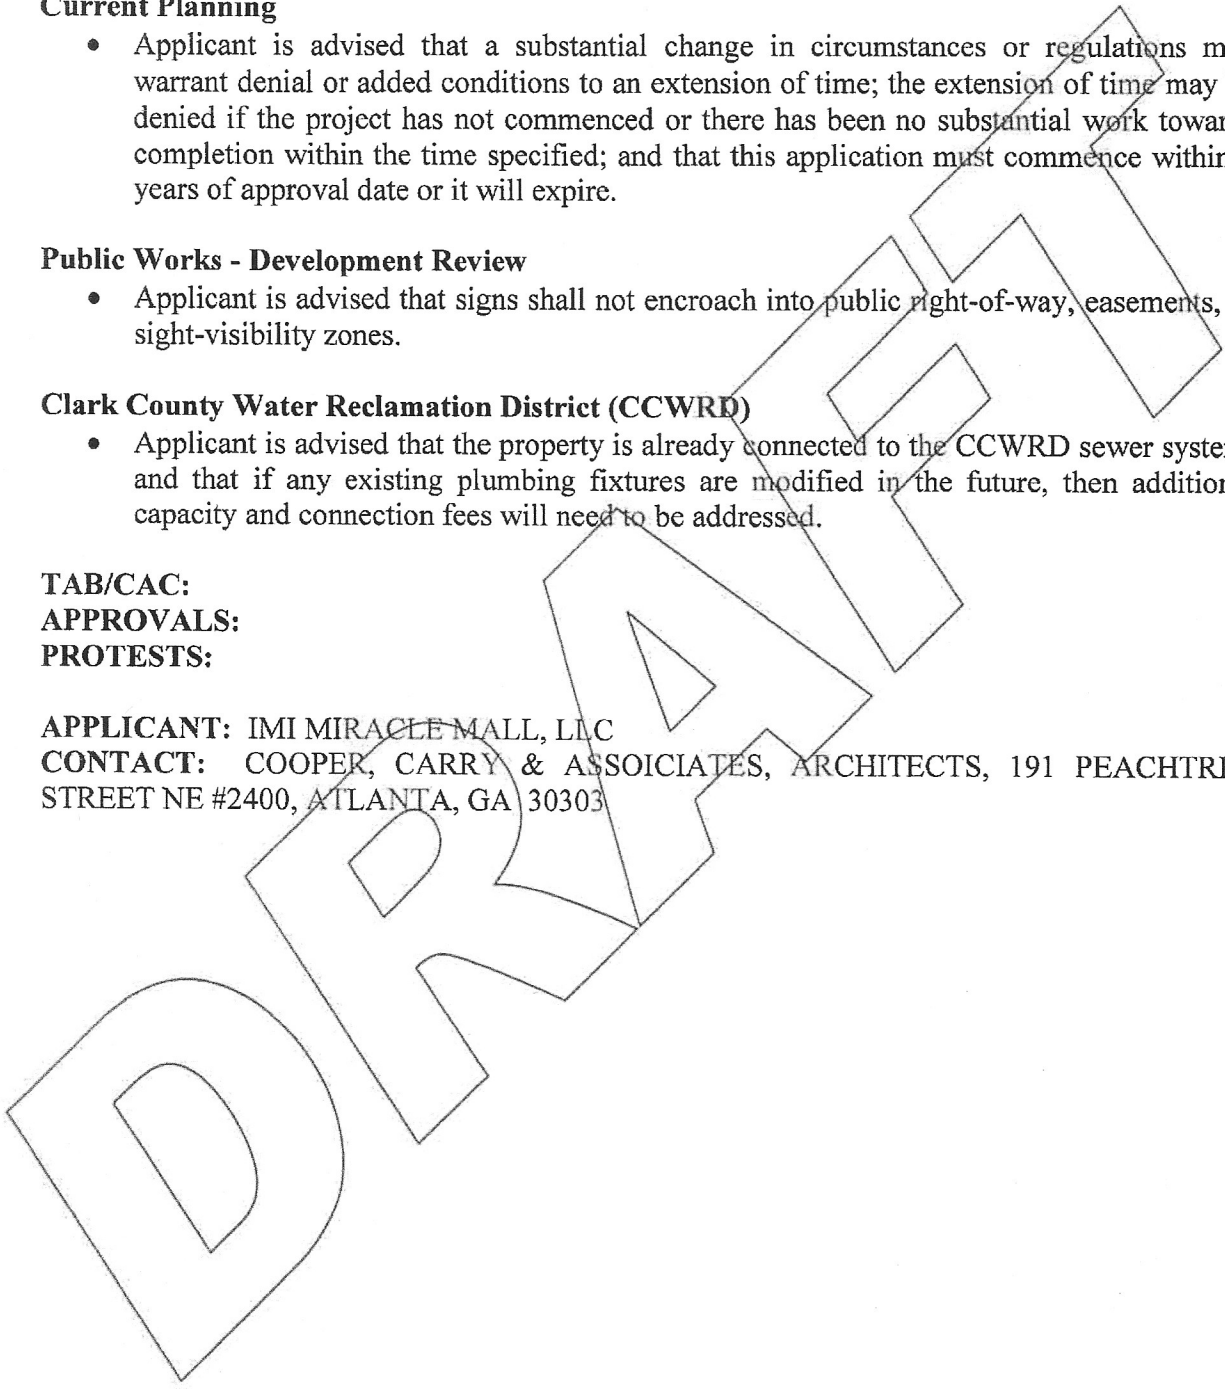 Current Planning
• Applicant is advised that a substantial change in circumstances or regulations m
warrant denial or added conditions to an extension of time; the extension of time may
denied if the project has not commenced or there has been no substantial work towar
completion within the time specified; and that this application must commence within
years of approval date or it will expire.
Public Works - Development Review
• Applicant is advised that signs shall not encroach into public right-of-way, easements,
sight-visibility zones.
Clark County Water Reclamation District (CCWRD)
• Applicant is advised that the property is already connected to the CCWRD sewer syste
and that if any existing plumbing fixtures are modified in the future, then addition
capacity and connection fees will need to be addressed.
TAB/CAC:
APPROVALS:
PROTESTS:
APPLICANT: IMI MIRACLE MALL, LLC
CONTACT: COOPER, CARRY & ASSOICIATES, ARCHITECTS, 191 PEACHTRE
STREET NE #2400, ATLANTA, GA 30303
DRAFT